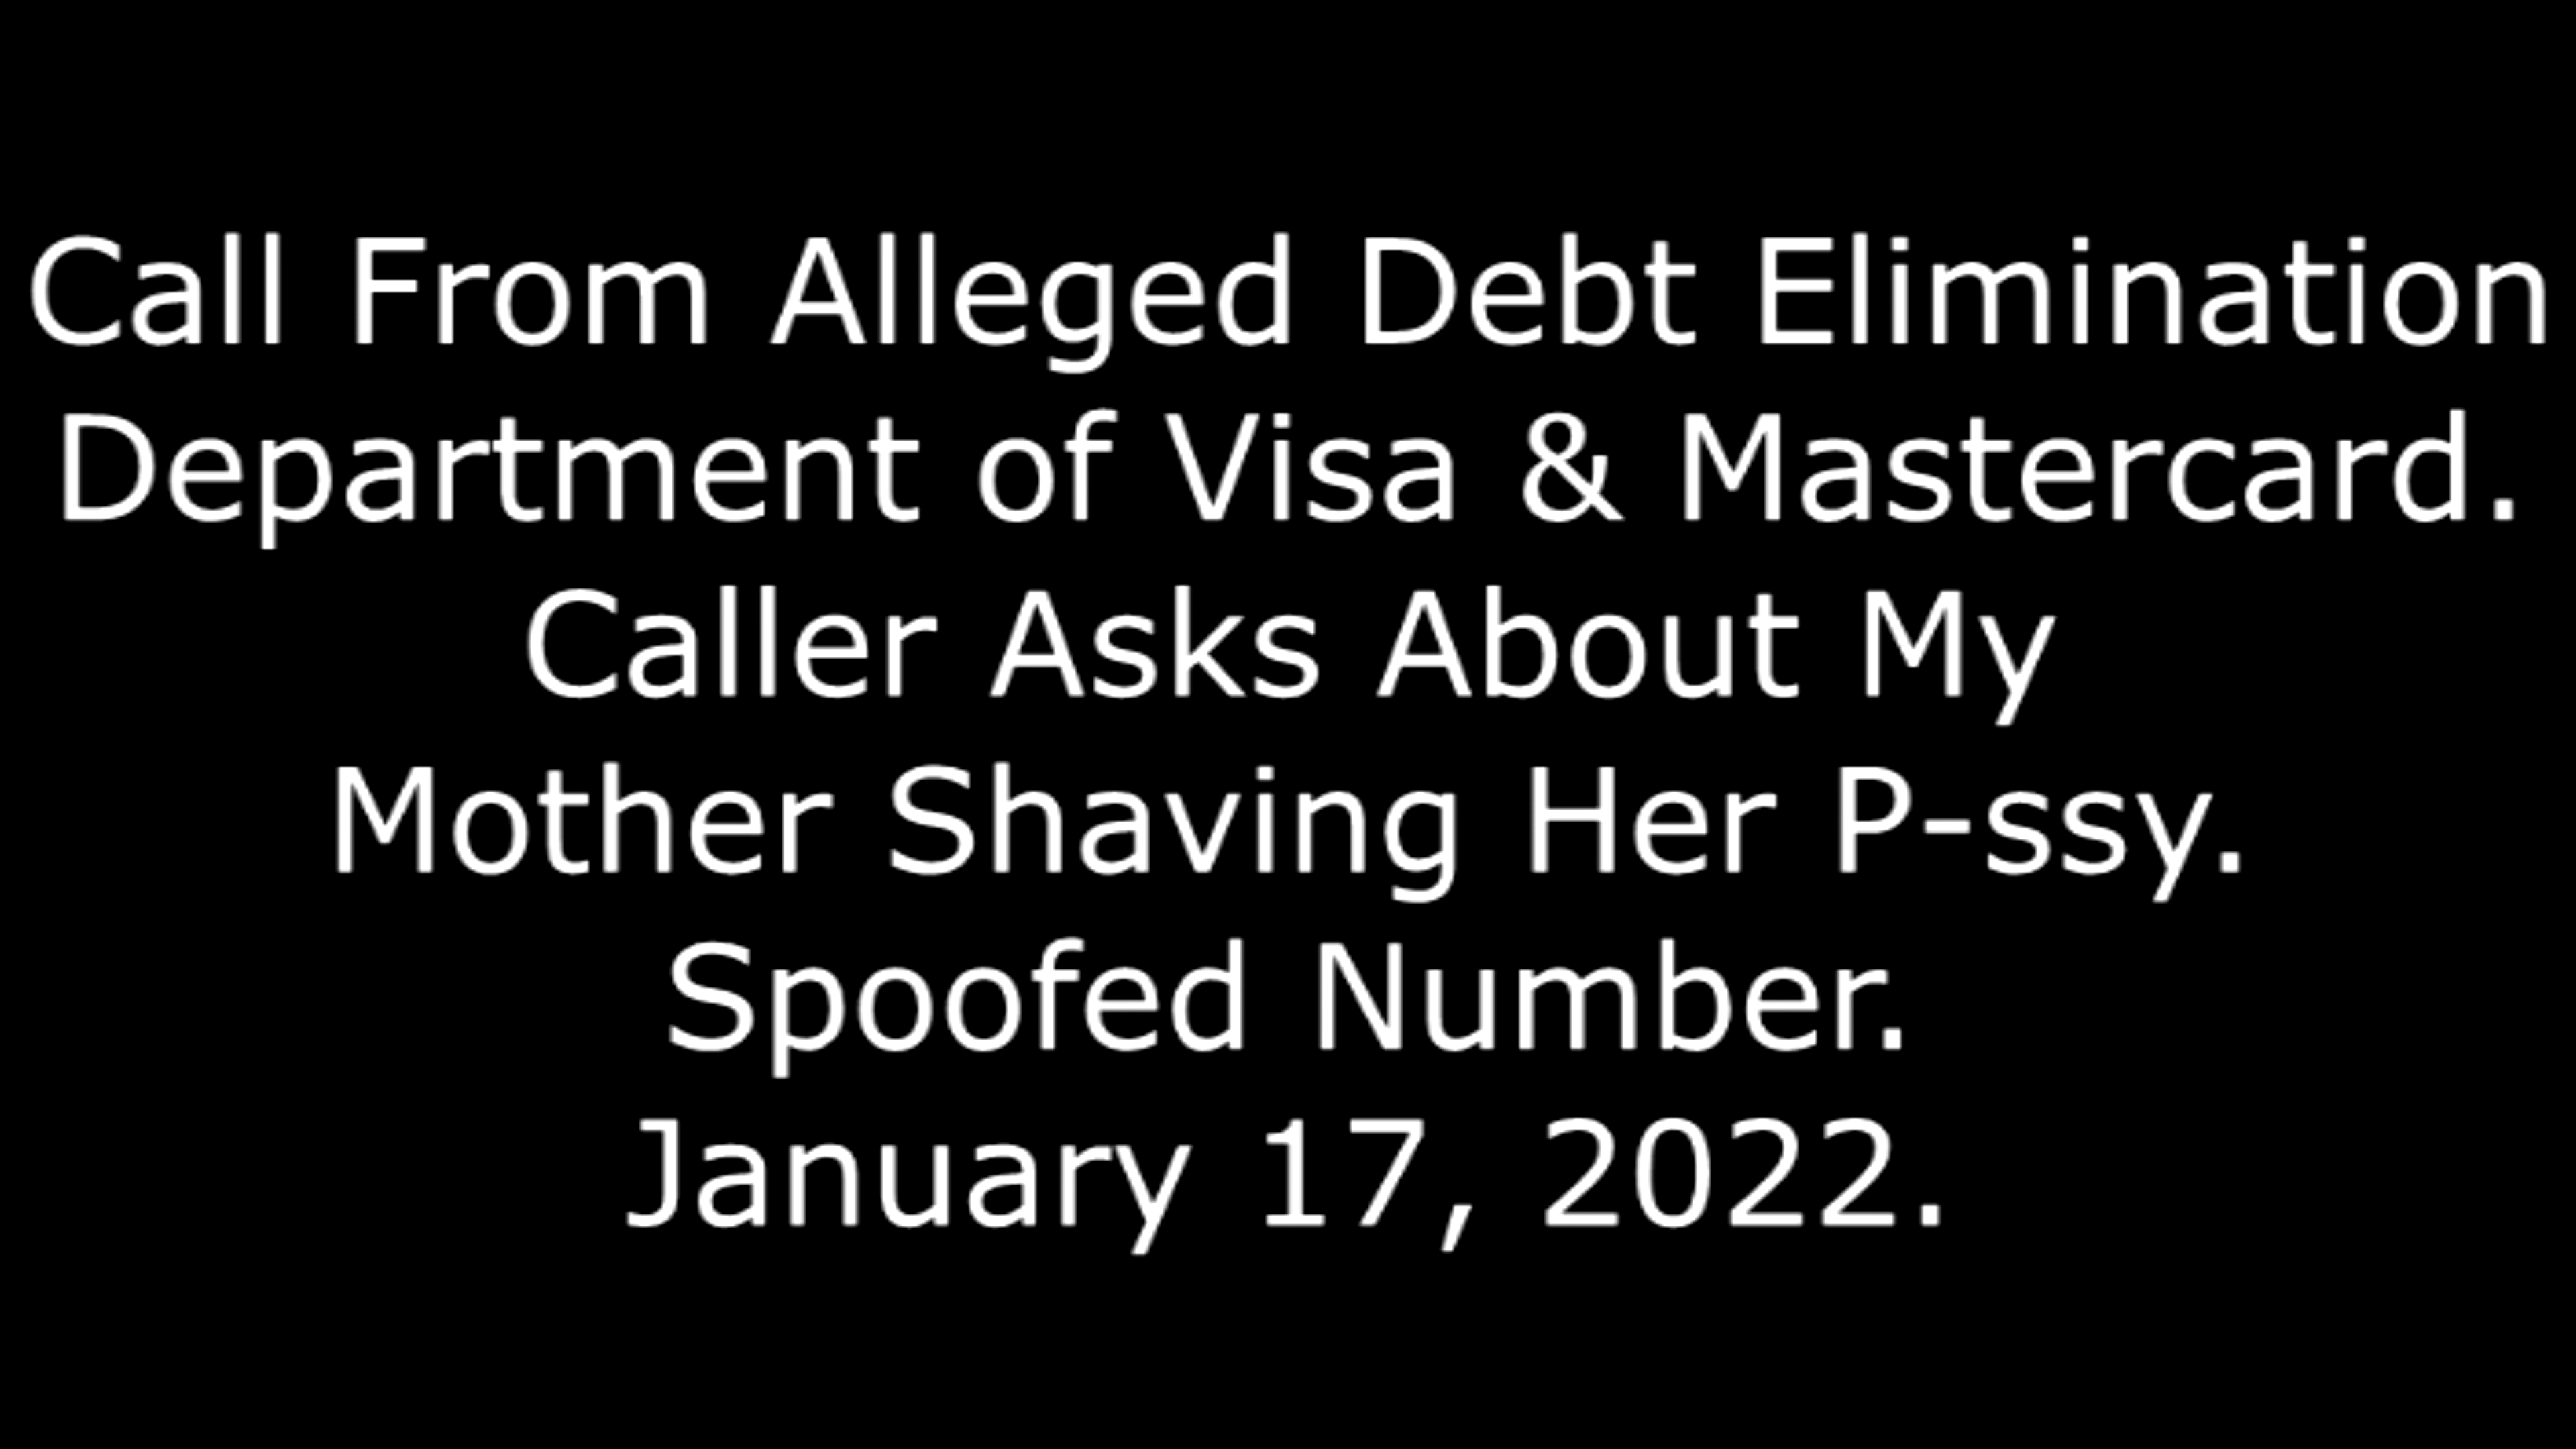 Call From Alleged Debt Elimination
Department of Visa & Mastercard.
Caller Asks About My
Mother Shaving Her P-ssy.
Spoofed Number.
January 17, 2022.